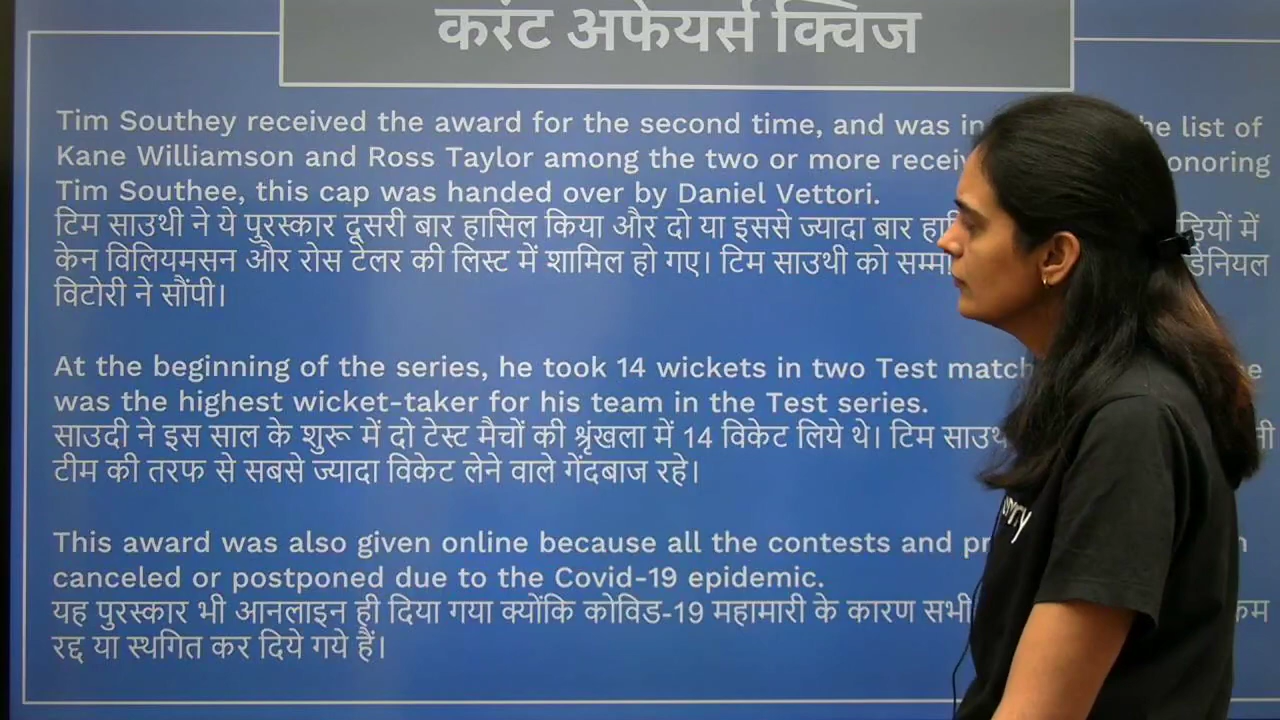 करंट अफेयर्स क्विज
Tim Southey received the award for the second time, and was in he list of
Kane Williamson and Ross Taylor among the two or more onoring
Tim Southee, this cap was handed over by Daniel Vettori.
टिम साउथी ने ये पुरस्कार दूसरी बार हासिल किया और दो या इससे ज्यादा बार में
केन विलियमसन और रोस टेलर की लिस्ट में शामिल हो गए। टिम साउथी को डेनियल
विटोरी ने सौंपी।
At the beginning of the series, he took 14 wickets in two Test
was the highest wicket-taker for his team in the Test series.
साउदी ने इस साल के शुरू में दो टेस्ट मैचों की श्रृंखला में 14 विकेट लिये थे। टिम
टीम की तरफ से सबसे ज्यादा विकेट लेने वाले गेंदबाज रहे।
This award was also given online because all the contests and
canceled or postponed due to the Covid-19 epidemic.
यह पुरस्कार भी आनलाइन ही दिया गया क्योंकि कोविड-19 महामारी के कारण सभी
रद्द या स्थगित कर दिये गये हैं।